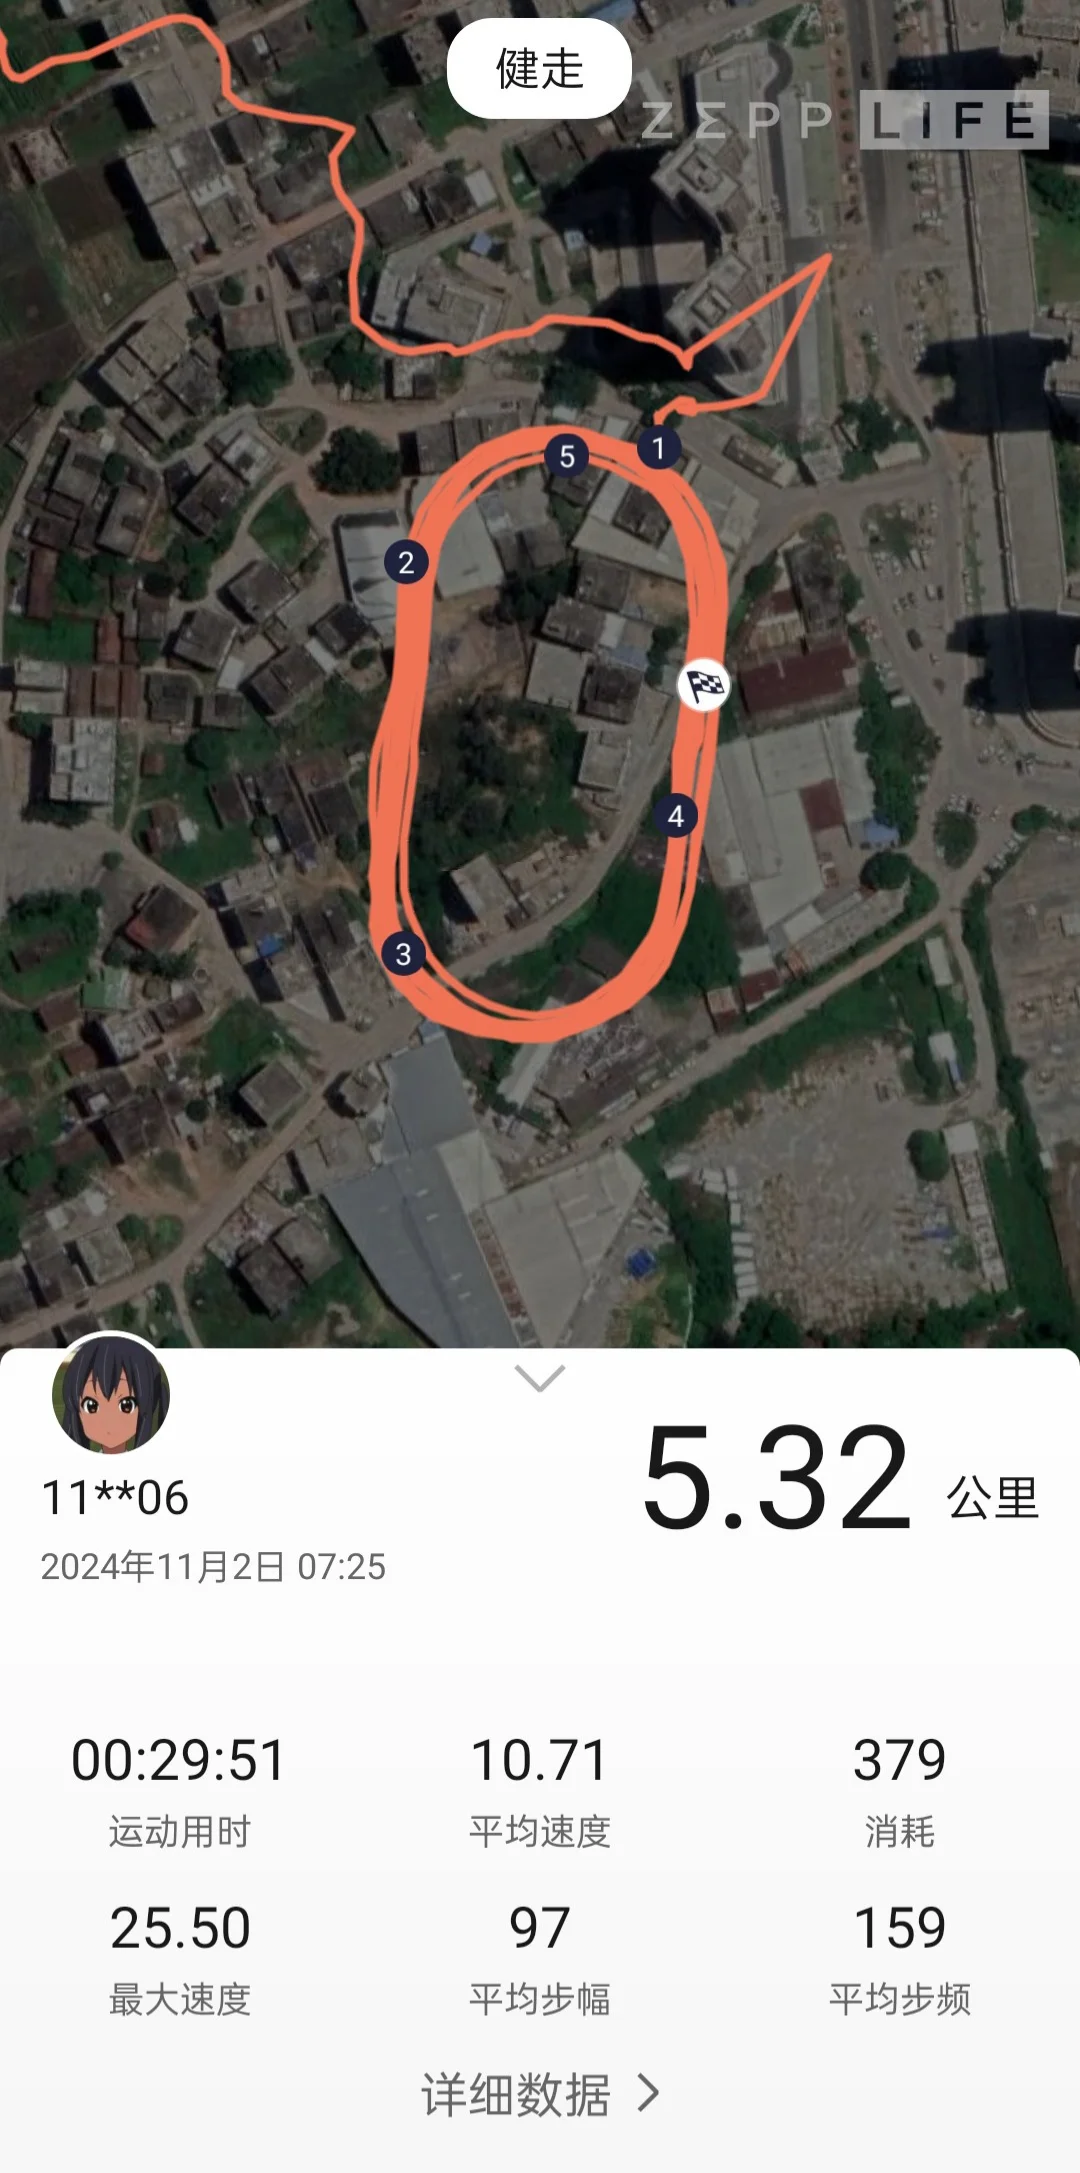 健走
ZEPP LIFE
5
1
2
4
3
11**06
5.32 公里
2024年11月2日 07:25
00:29:51 10.71 379
运动用时 平均速度 消耗
25.50 97 159
最大速度 平均步幅 平均步频
详细数据